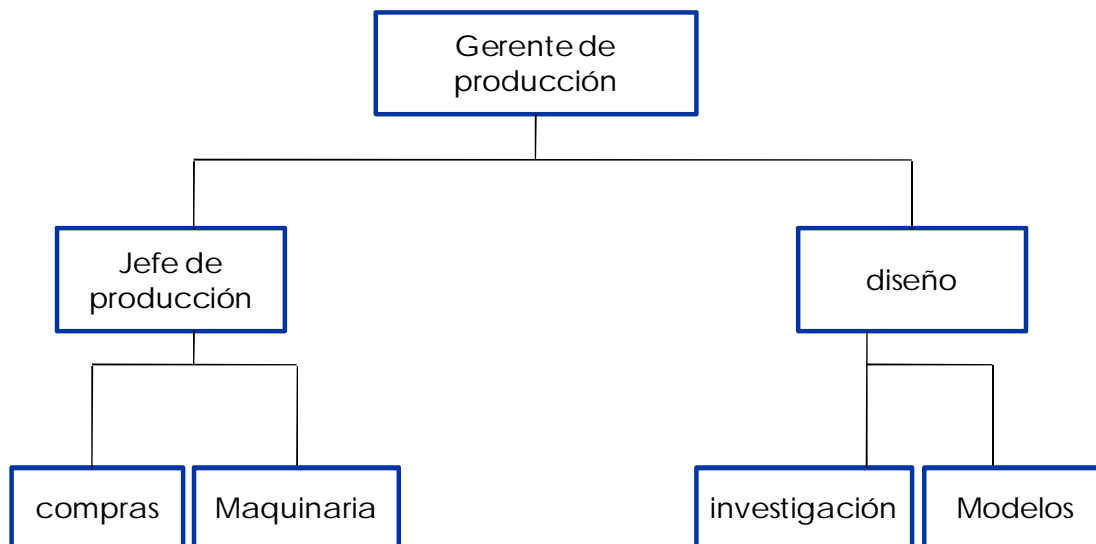 Gerente de
producción
Jefe de
producción
diseño
compras
Maquinaria
investigación
Modelos